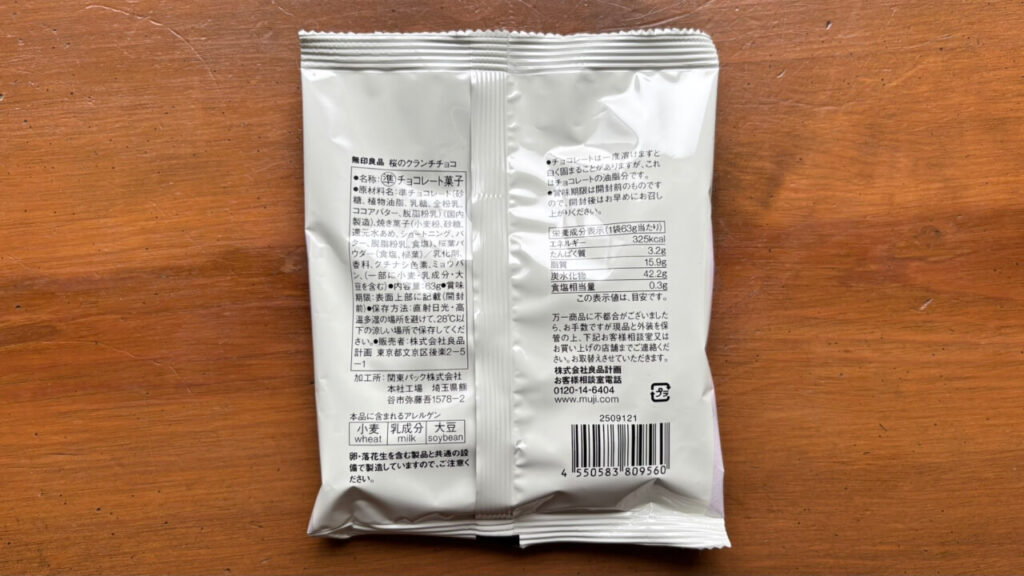 無印良品 桜のクランチチョコ
●名称:準チョコレート菓子
●原材料名:準チョコレート(砂
糖、植物油脂、乳糖、全粉乳、
ココアバター、脱脂粉乳)(国内
製造)、焼き菓子(小麦粉、砂糖、
還元水あめ、ショートニング、バ
ター、脱脂粉乳、食塩)、桜葉パ
ウダー(食塩、桜葉)/乳化剤、
香料、クチナシ色素、ミョウバ
ン、(一部に小麦・乳成分・大
豆を含む)●内容量:63g●賞味
期限:表面上部に記載(開封
前)●保存方法:直射日光・高
温多湿の場所を避けて、28℃以
下の涼しい場所で保存してくだ
さい。●販売者:株式会社良品
計画 東京都文京区後楽2-5
-1
加工所:関東パック株式会社
本社工場 埼玉県熊
谷市弥藤吾1578-2
本品に含まれるアレルゲン
小麦 乳成分 大豆
wheat milk soybean
卵・落花生を含む製品と共通の設
備で製造していますので、ご注意く
ださい。
●チョコレートは一度溶けますと
白く固まることがありますが、これ
はチョコレートの油脂分です。
●賞味期限は開封前のものです
ので、開封後はお早めにお召し
上がりください。
栄養成分表示(1袋63g当たり)
エネルギー 325kcal
たんぱく質 3.2g
脂質 15.9g
炭水化物 42.2g
食塩相当量 0.3g
この表示値は、目安です。
万一商品に不都合がございました
ら、お手数ですが現品と外装を保
管の上、下記お客様相談室又は
お買い上げの店舗までご連絡くださ
い。お取替えさせていただきます。
株式会社良品計画
お客様相談室電話
0120-14-6404
www.muji.com
プラ
2509121
4 550583 809560